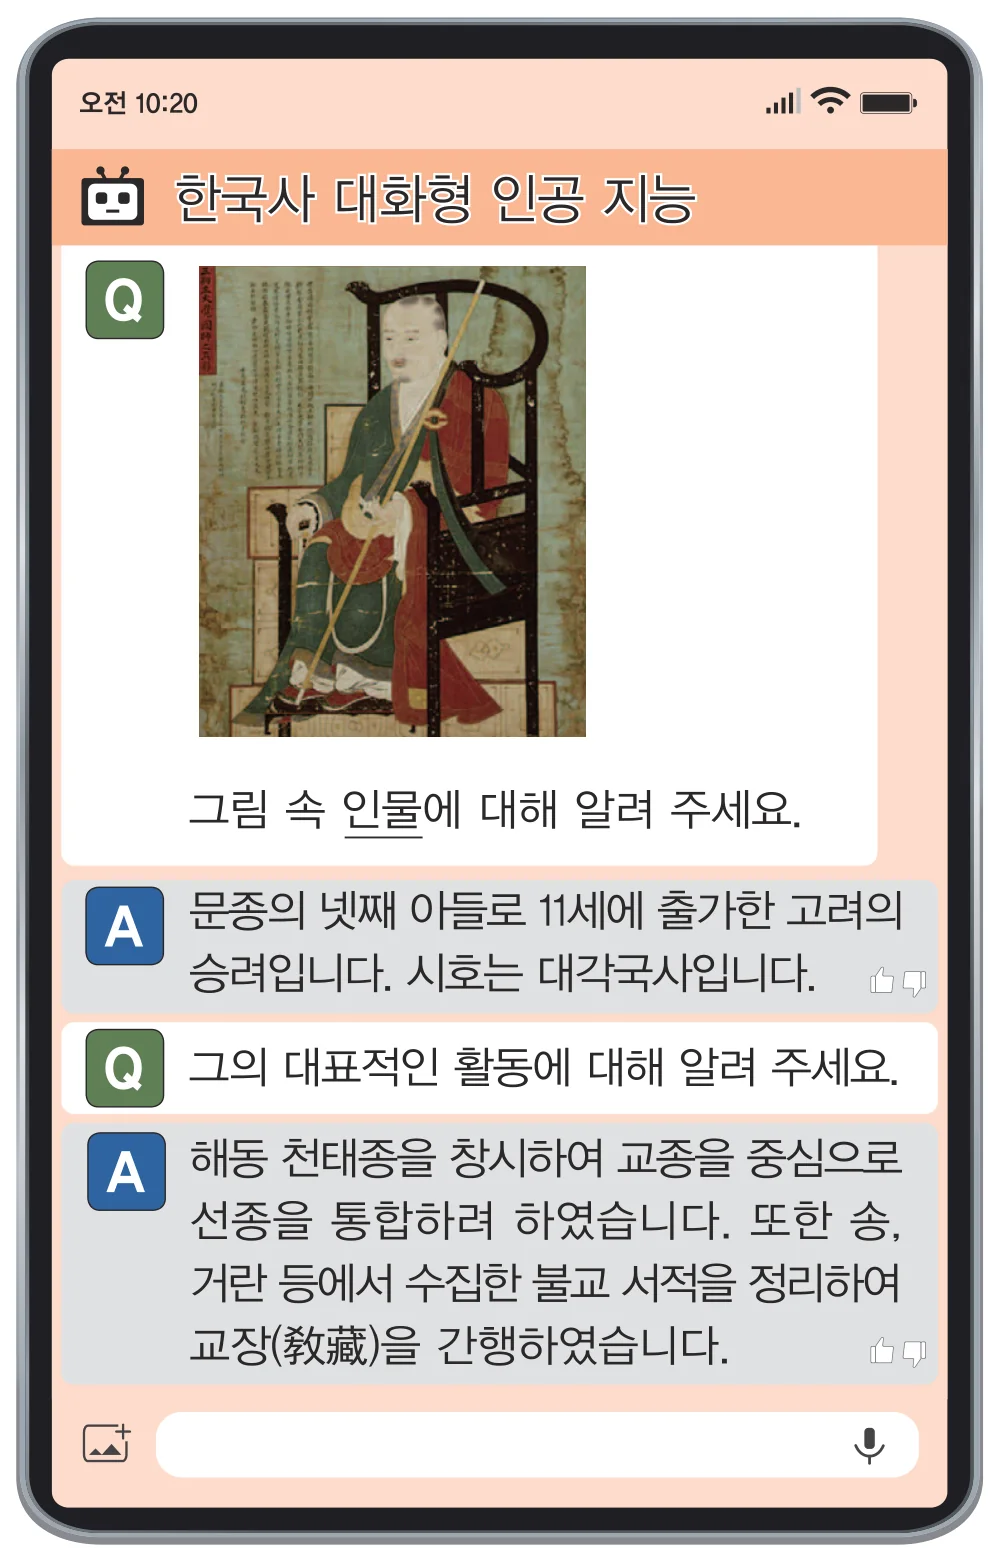 오전 10:20
한국사 대화형 인공 지능
Q
그림 속 인물에 대해 알려 주세요.
A
문종의 넷째 아들로 11세에 출가한 고려의
승려입니다. 시호는 대각국사입니다.
Q
그의 대표적인 활동에 대해 알려 주세요.
A
해동 천태종을 창시하여 교종을 중심으로
선종을 통합하려 하였습니다. 또한 송,
거란 등에서 수집한 불교 서적을 정리하여
교장(敎藏)을 간행하였습니다.